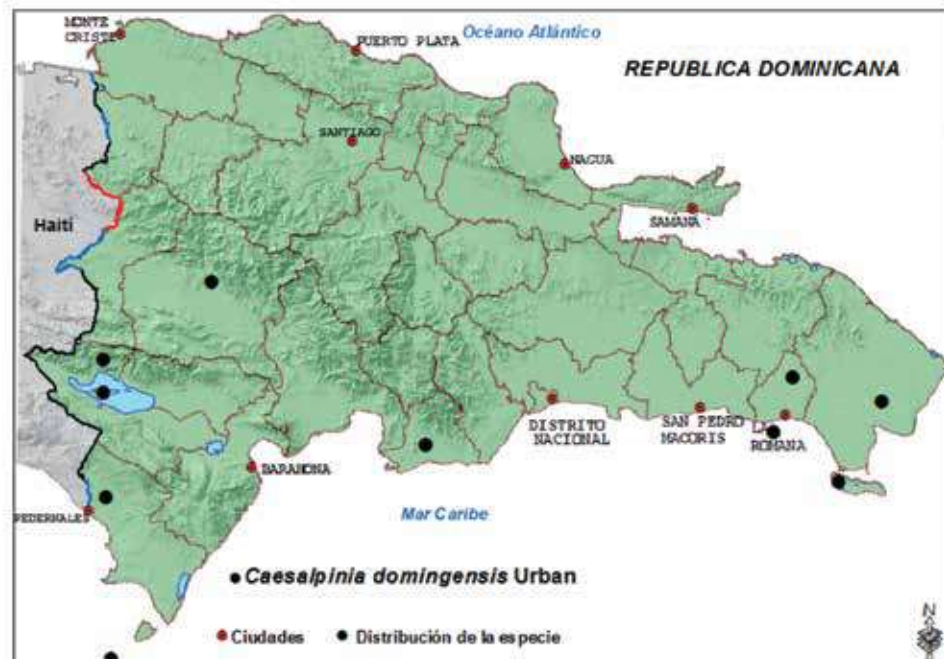 MONTE
CRISTI
PUERTO PLATA
Océano Atlántico
REPUBLICA DOMINICANA
SANTIAGO
NAGUA
SAMANA
Haití
DISTRITO
NACIONAL
SAN PEDRO
MACORIS
LA
ROMANA
BARAHONA
PEDERNALES
Mar Caribe
Caesalpinia domingensis Urban
Ciudades
Distribución de la especie
N